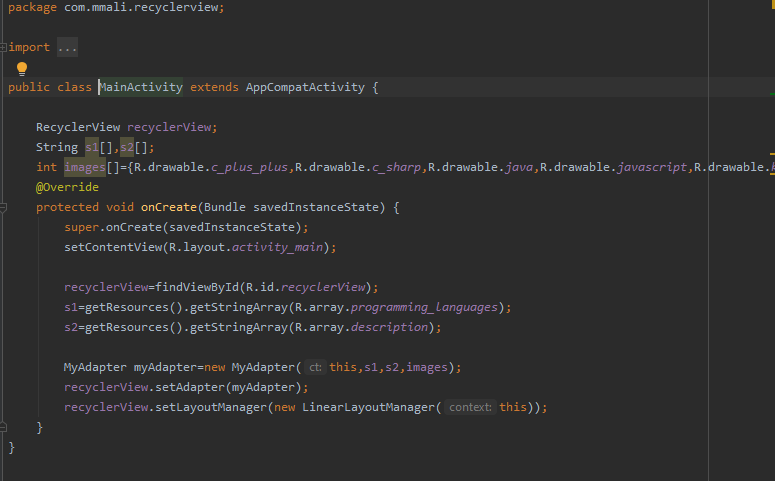 package com.mmali.recyclerview;
import ...
public class MainActivity extends AppCompatActivity {
RecyclerView recyclerView;
String s1[],s2[];
int images[]={R.drawable.c_plus_plus,R.drawable.c_sharp,R.drawable.java,R.drawable.javascript,R.drawable.
@Override
protected void onCreate(Bundle savedInstanceState) {
super.onCreate(savedInstanceState);
setContentView(R.layout.activity_main);
recyclerView=findViewById(R.id.recyclerView);
s1=getResources().getStringArray(R.array.programming_languages);
s2=getResources().getStringArray(R.array.description);
MyAdapter myAdapter=new MyAdapter( ct: this,s1,s2,images);
recyclerView.setAdapter(myAdapter);
recyclerView.setLayoutManager(new LinearLayoutManager( context: this));
}
}